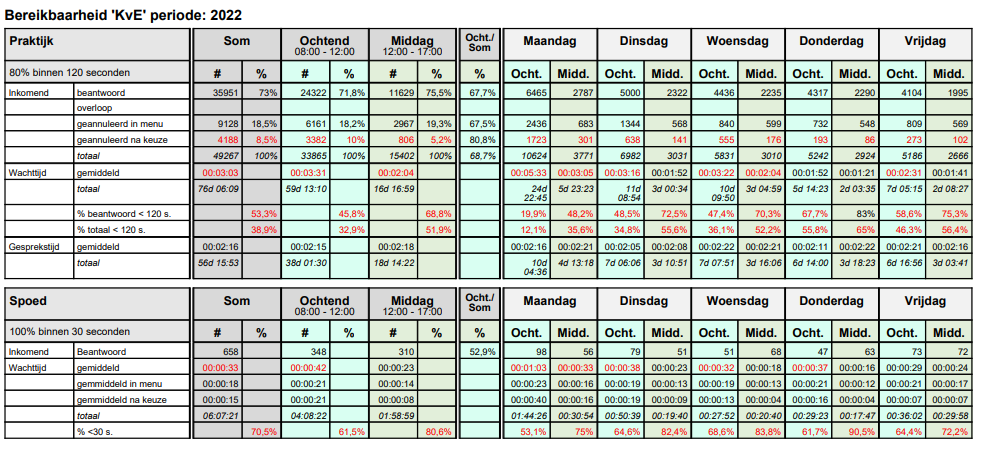 Bereikbaarheid 'KvE' periode: 2022
Praktijk Som Ochtend Middag Ocht./ Maandag Dinsdag Woensdag Donderdag Vrijdag
08:00 - 12:00 12:00 - 17:00 Som
80% binnen 120 seconden # % # % # % % Ocht. Midd. Ocht. Midd. Ocht. Midd. Ocht. Midd. Ocht. Midd.
Inkomend beantwoord 35951 73% 24322 71,8% 11629 75,5% 67,7% 6465 2787 5000 2322 4436 2235 4317 2290 4104 1995
overloop
geannuleerd in menu 9128 18,5% 6161 18,2% 2967 19,3% 67,5% 2436 683 1344 568 840 599 732 548 809 569
geannuleerd na keuze 4188 8,5% 3382 10% 806 5,2% 80,8% 1723 301 638 141 555 176 193 86 273 102
totaal 49267 100% 33865 100% 15402 100% 68,7% 10624 3771 6982 3031 5831 3010 5242 2924 5186 2666
Wachttijd gemiddeld 00:03:03 00:03:31 00:02:04 00:05:33 00:03:05 00:03:16 00:01:52 00:03:22 00:02:04 00:01:52 00:01:21 00:02:31 00:01:41
totaal 76d 06:09 59d 13:10 16d 16:59 24d 5d 23:23 11d 3d 00:34 10d 3d 04:59 5d 14:23 2d 03:35 7d 05:15 2d 08:27
22:45 08:54 09:50
% beantwoord < 120 s. 53,3% 45,8% 68,8% 19,9% 48,2% 48,5% 72,5% 47,4% 70,3% 67,7% 83% 58,6% 75,3%
% totaal < 120 s. 38,9% 32,9% 51,9% 12,1% 35,6% 34,8% 55,6% 36,1% 52,2% 55,8% 65% 46,3% 56,4%
Gesprekstijd gemiddeld 00:02:16 00:02:15 00:02:18 00:02:16 00:02:21 00:02:05 00:02:08 00:02:22 00:02:21 00:02:11 00:02:22 00:02:21 00:02:16
totaal 56d 15:53 38d 01:30 18d 14:22 10d 4d 13:18 7d 06:06 3d 10:51 7d 07:51 3d 16:06 6d 14:00 3d 18:23 6d 16:56 3d 03:41
04:36
Spoed Som Ochtend Middag Ocht./ Maandag Dinsdag Woensdag Donderdag Vrijdag
08:00 - 12:00 12:00 - 17:00 Som
100% binnen 30 seconden # % # % # % % Ocht. Midd. Ocht. Midd. Ocht. Midd. Ocht. Midd. Ocht. Midd.
Inkomend Beantwoord 658 348 310 52,9% 98 56 79 51 51 68 47 63 73 72
Wachttijd gemiddeld 00:00:33 00:00:42 00:00:23 00:01:03 00:00:33 00:00:38 00:00:23 00:00:32 00:00:18 00:00:37 00:00:16 00:00:29 00:00:24
gemmiddeld in menu 00:00:18 00:00:21 00:00:14 00:00:23 00:00:16 00:00:19 00:00:13 00:00:19 00:00:13 00:00:21 00:00:12 00:00:21 00:00:17
gemmiddeld na keuze 00:00:15 00:00:21 00:00:08 00:00:40 00:00:16 00:00:19 00:00:09 00:00:13 00:00:04 00:00:16 00:00:04 00:00:07 00:00:07
totaal 06:07:21 04:08:22 01:58:59 01:44:26 00:30:54 00:50:39 00:19:40 00:27:52 00:20:40 00:29:23 00:17:47 00:36:02 00:29:58
% <30 s. 70,5% 61,5% 80,6% 53,1% 75% 64,6% 82,4% 68,6% 83,8% 61,7% 90,5% 64,4% 72,2%